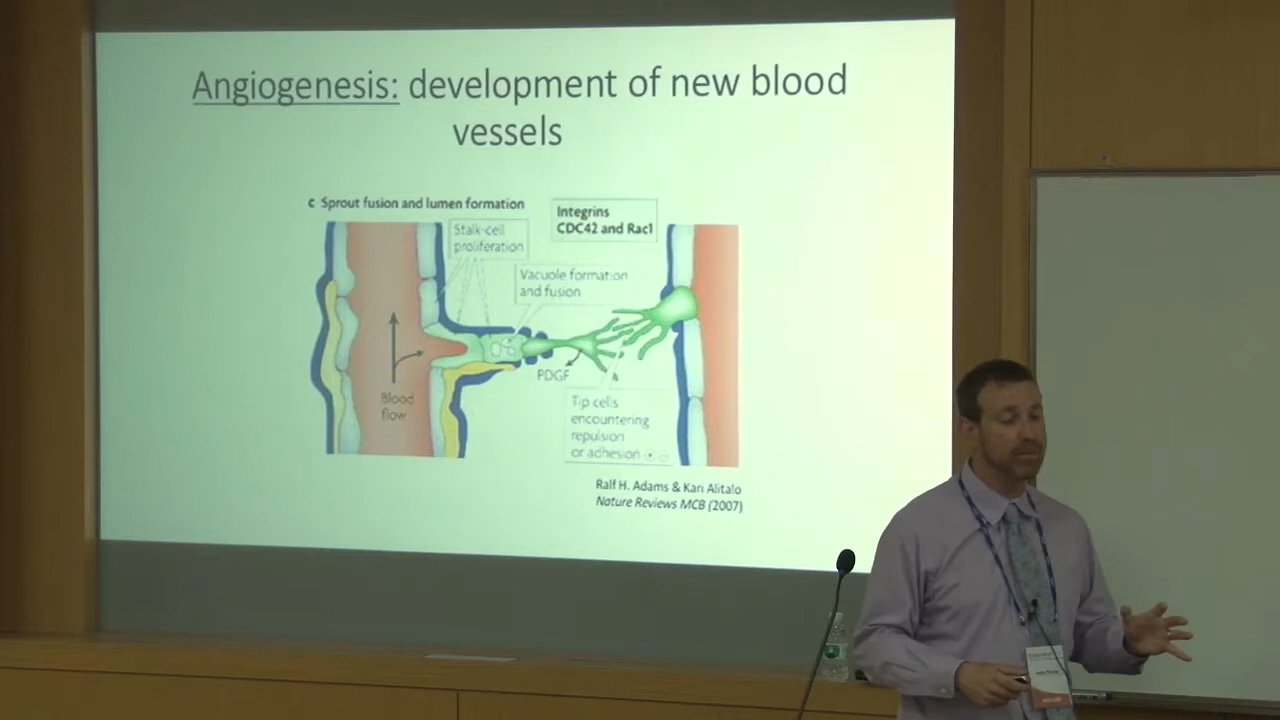 Angiogenesis: development of new blood
vessels
c Sprout fusion and lumen formation
Integrins
CDC42 and Rac1
Stalk-cell
proliferation
Vacuole formation
and fusion
PDGF
Blood
flow
Tip cells
encountering
repulsion
or adhesion + −
Ralf H. Adams & Kari Alitalo
Nature Reviews MCB (2007)